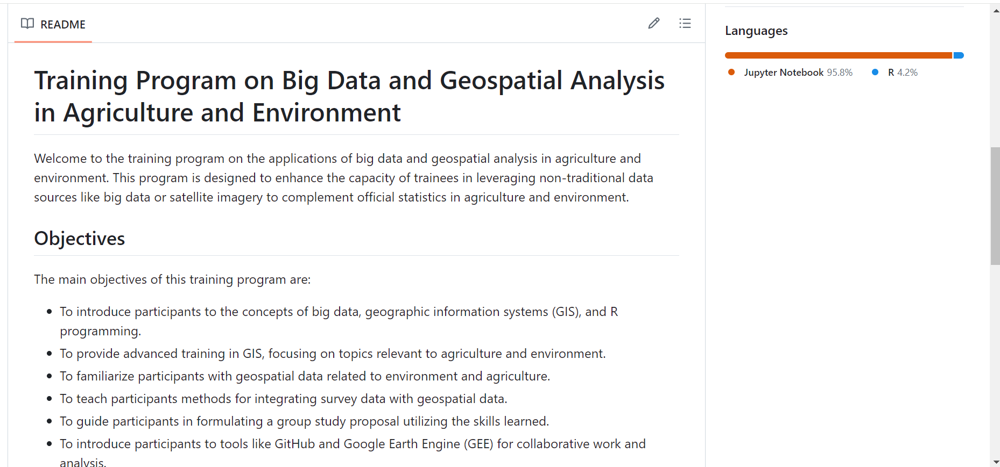 README
Training Program on Big Data and Geospatial Analysis
in Agriculture and Environment
Welcome to the training program on the applications of big data and geospatial analysis in agriculture and
environment. This program is designed to enhance the capacity of trainees in leveraging non-traditional data
sources like big data or satellite imagery to complement official statistics in agriculture and environment.
Objectives
The main objectives of this training program are:
• To introduce participants to the concepts of big data, geographic information systems (GIS), and R
programming.
• To provide advanced training in GIS, focusing on topics relevant to agriculture and environment.
• To familiarize participants with geospatial data related to environment and agriculture.
• To teach participants methods for integrating survey data with geospatial data.
• To guide participants in formulating a group study proposal utilizing the skills learned.
• To introduce participants to tools like GitHub and Google Earth Engine (GEE) for collaborative work and
analysis.
Languages
Jupyter Notebook 95.8% R 4.2%